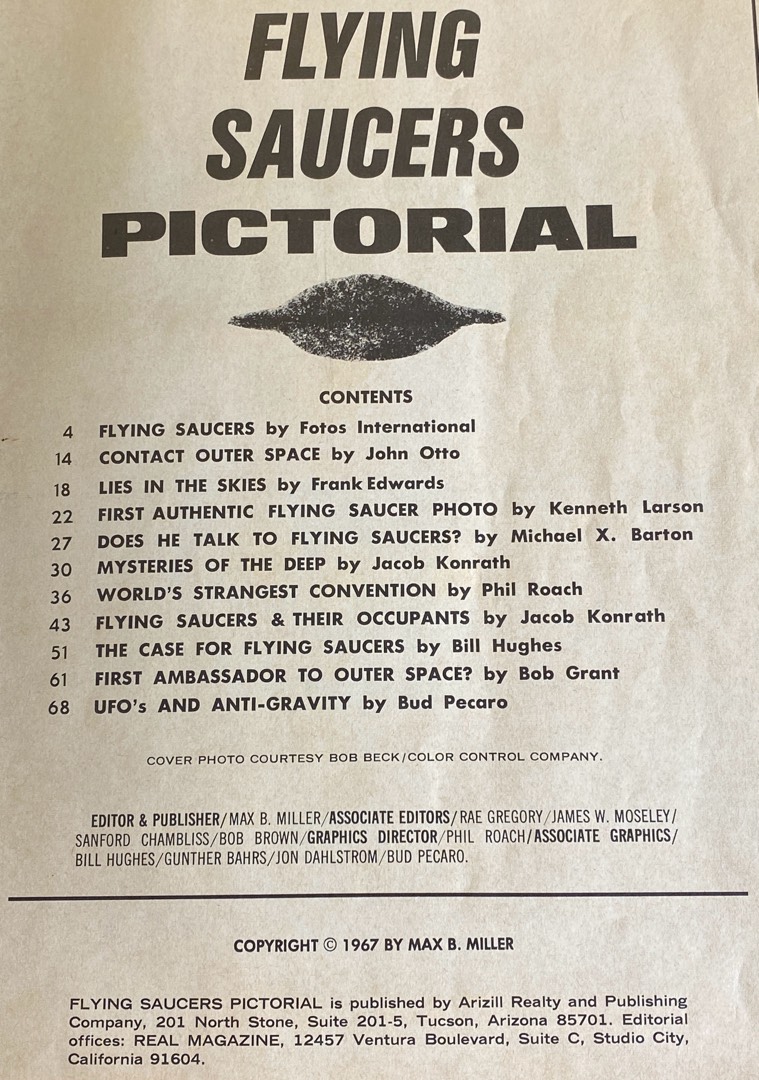 FLYING
SAUCERS
PICTORIAL
CONTENTS
4 FLYING SAUCERS by Fotos International
14 CONTACT OUTER SPACE by John Otto
18 LIES IN THE SKIES by Frank Edwards
22 FIRST AUTHENTIC FLYING SAUCER PHOTO by Kenneth Larson
27 DOES HE TALK TO FLYING SAUCERS? by Michael X. Barton
30 MYSTERIES OF THE DEEP by Jacob Konrath
36 WORLD'S STRANGEST CONVENTION by Phil Roach
43 FLYING SAUCERS & THEIR OCCUPANTS by Jacob Konrath
51 THE CASE FOR FLYING SAUCERS by Bill Hughes
61 FIRST AMBASSADOR TO OUTER SPACE? by Bob Grant
68 UFO's AND ANTI-GRAVITY by Bud Pecaro
COVER PHOTO COURTESY BOB BECK/COLOR CONTROL COMPANY.
EDITOR & PUBLISHER/MAX B. MILLER/ASSOCIATE EDITORS/RAE GREGORY/JAMES W. MOSELEY/
SANFORD CHAMBLISS/BOB BROWN/GRAPHICS DIRECTOR/PHIL ROACH/ASSOCIATE GRAPHICS/
BILL HUGHES/GUNTHER BAHRS/JON DAHLSTROM/BUD PECARO.
COPYRIGHT © 1967 BY MAX B. MILLER
FLYING SAUCERS PICTORIAL is published by Arizill Realty and Publishing
Company, 201 North Stone, Suite 201-5, Tucson, Arizona 85701. Editorial
offices: REAL MAGAZINE, 12457 Ventura Boulevard, Suite C, Studio City,
California 91604.